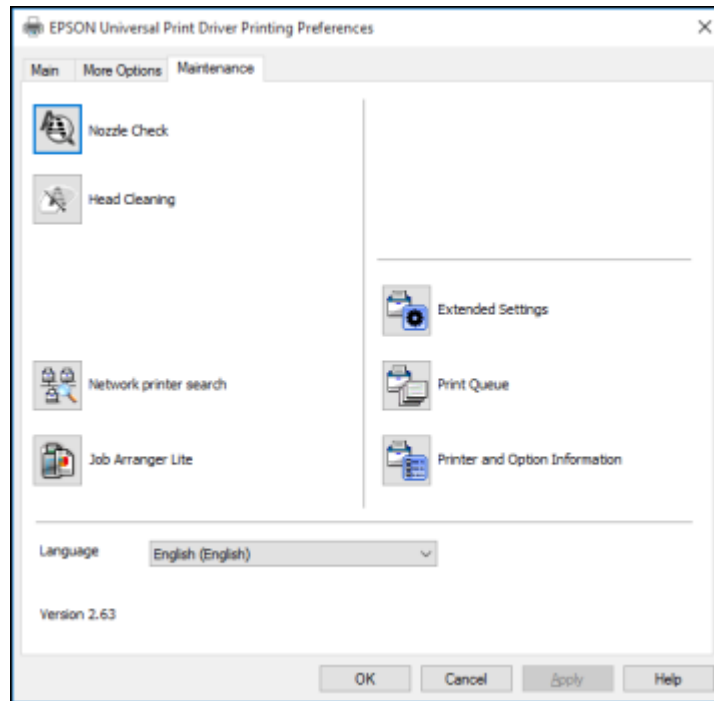 EPSON Universal Print Driver Printing Preferences
Main More Options Maintenance
Nozzle Check
Head Cleaning
Extended Settings
Network printer search
Print Queue
Job Arranger Lite
Printer and Option Information
Language English (English)
Version 2.63
OK Cancel Apply Help